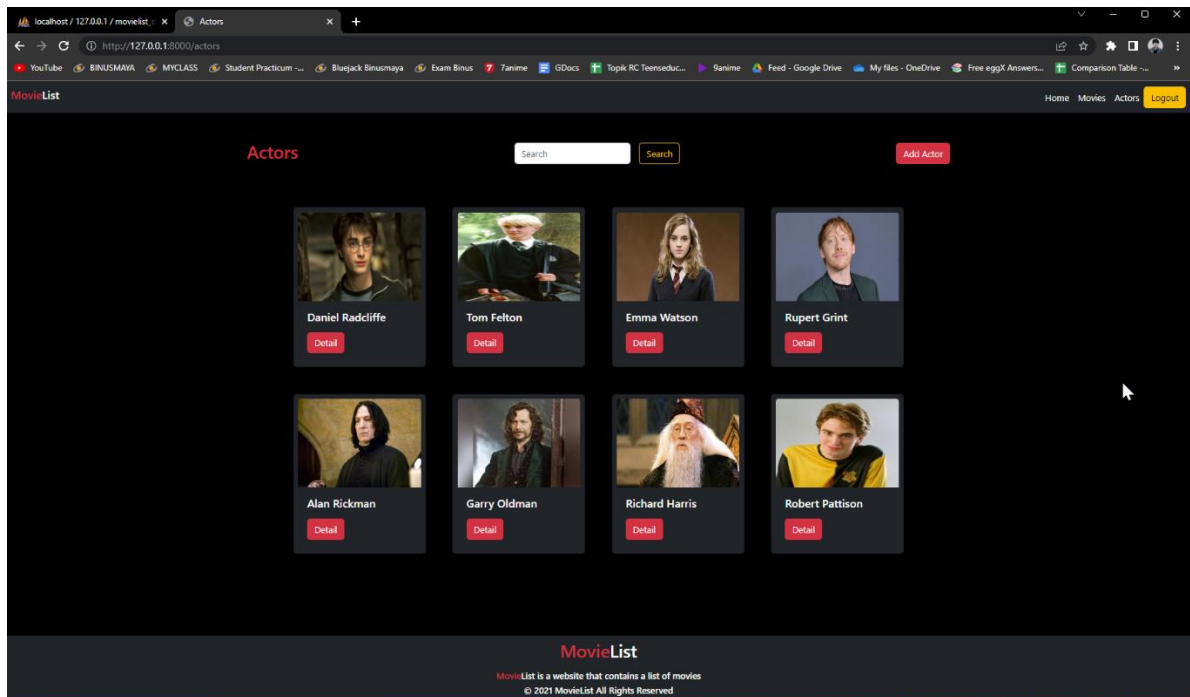 localhost / 127.0.0.1 / movielist_
Actors
http://127.0.0.1:8000/actors
YouTube BINUSMAYA MYCLASS Student Practicum -... Bluejack Binusmaya Exam Binus 7anime GDocs Topik RC Teenseduc... 9anime Feed - Google Drive My files - OneDrive Free eggX Answers... Comparison Table -... »
MovieList
Home Movies Actors Logout
Actors
Search
Search
Add Actor
Daniel Radcliffe
Tom Felton
Emma Watson
Rupert Grint
Detail
Detail
Detail
Detail
Alan Rickman
Garry Oldman
Richard Harris
Robert Pattison
Detail
Detail
Detail
Detail
MovieList
MovieList is a website that contains a list of movies
© 2021 MovieList All Rights Reserved